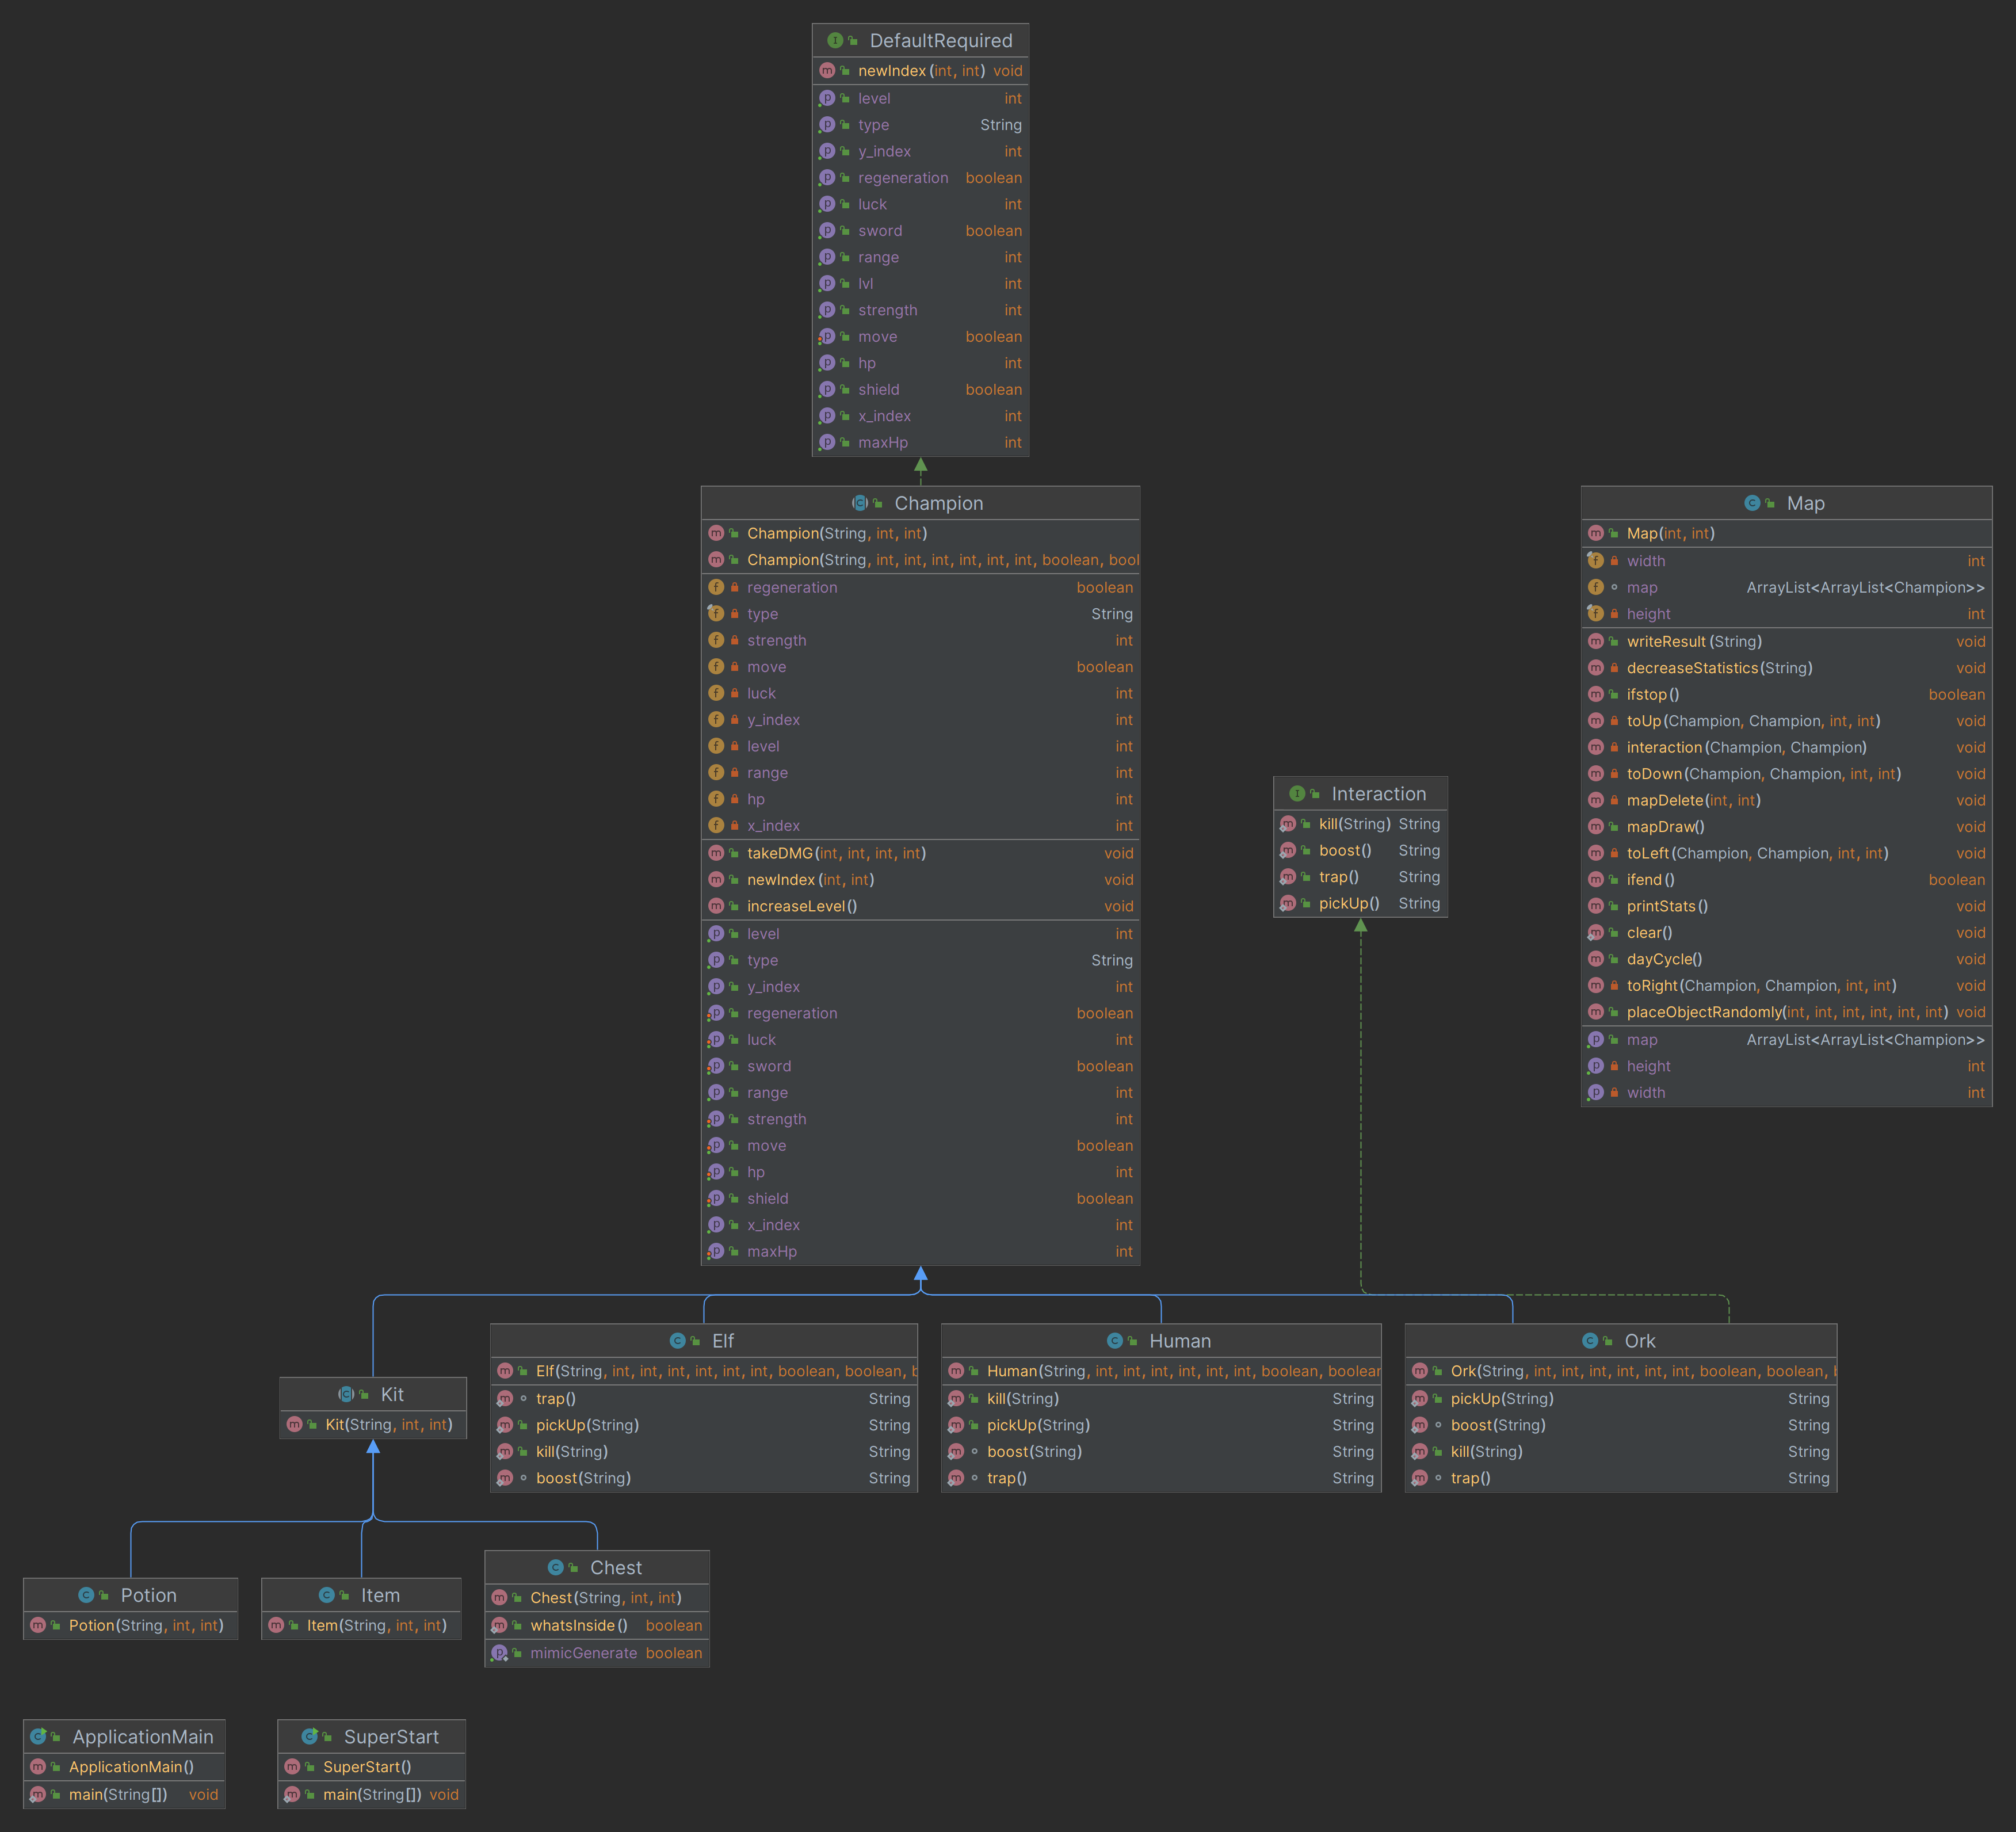 DefaultRequired
newIndex(int, int) void
level int
type String
y_index int
regeneration boolean
luck int
sword boolean
range int
lvl int
strength int
move boolean
hp int
shield boolean
x_index int
maxHp int
Champion
Champion(String, int, int)
Champion(String, int, int, int, int, int, int, boolean, bool
regeneration boolean
type String
strength int
move boolean
luck int
y_index int
level int
range int
hp int
x_index int
takeDMG(int, int, int, int) void
newIndex(int, int) void
increaseLevel() void
level int
type String
y_index int
regeneration boolean
luck int
sword boolean
range int
strength int
move boolean
hp int
shield boolean
x_index int
maxHp int
Interaction
kill(String) String
boost() String
trap() String
pickUp() String
Map
Map(int, int)
width int
map ArrayList<ArrayList<Champion>>
height int
writeResult(String) void
decreaseStatistics(String) void
ifstop() boolean
toUp(Champion, Champion, int, int) void
interaction(Champion, Champion) void
toDown(Champion, Champion, int, int) void
mapDelete(int, int) void
mapDraw() void
toLeft(Champion, Champion, int, int) void
ifend() boolean
printStats() void
clear() void
dayCycle() void
toRight(Champion, Champion, int, int) void
placeObjectRandomly(int, int, int, int, int, int) void
map ArrayList<ArrayList<Champion>>
height int
width int
Kit
Kit(String, int, int)
Elf
Elf(String, int, int, int, int, int, int, boolean, boolean, b
trap() String
pickUp(String) String
kill(String) String
boost(String) String
Human
Human(String, int, int, int, int, int, int, boolean, boolear
kill(String) String
pickUp(String) String
boost(String) String
trap() String
Ork
Ork(String, int, int, int, int, int, int, boolean, boolean, l
pickUp(String) String
boost(String) String
kill(String) String
trap() String
Potion
Potion(String, int, int)
Item
Item(String, int, int)
Chest
Chest(String, int, int)
whatsInside() boolean
mimicGenerate boolean
ApplicationMain
ApplicationMain()
main(String[]) void
SuperStart
SuperStart()
main(String[]) void